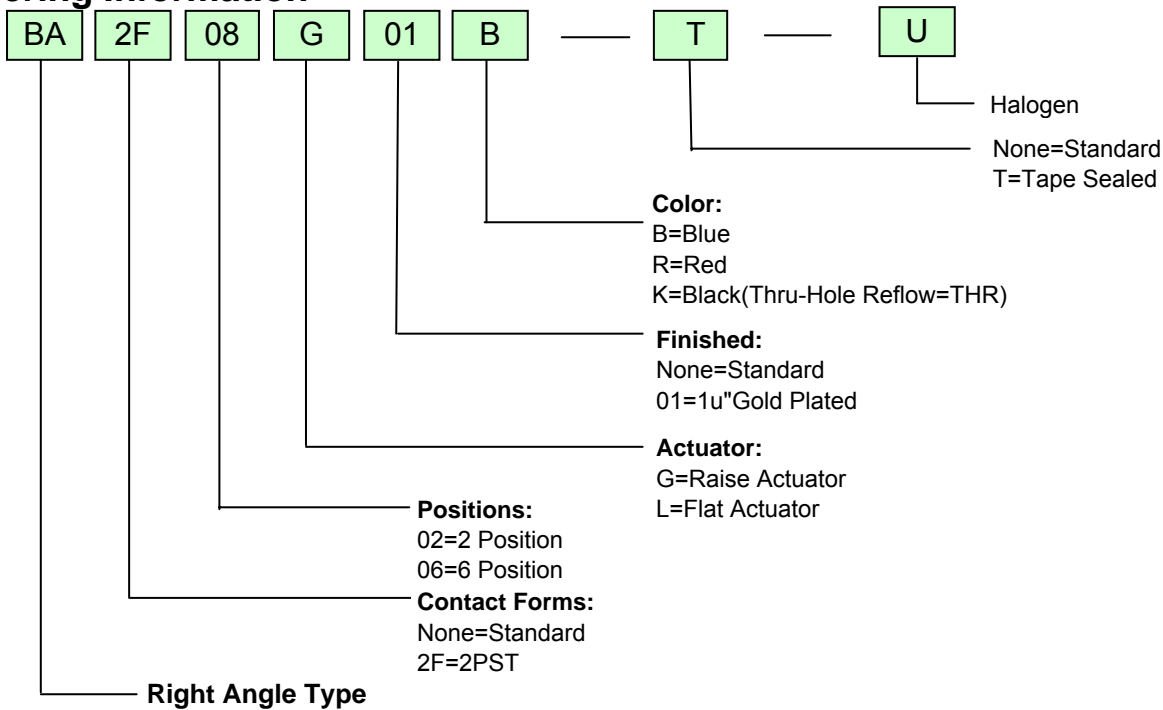 BA 2F 08 G 01 B — T — U
Halogen
None=Standard
T=Tape Sealed
Color:
B=Blue
R=Red
K=Black(Thru-Hole Reflow=THR)
Finished:
None=Standard
01=1u"Gold Plated
Actuator:
G=Raise Actuator
L=Flat Actuator
Positions:
02=2 Position
06=6 Position
Contact Forms:
None=Standard
2F=2PST
Right Angle Type